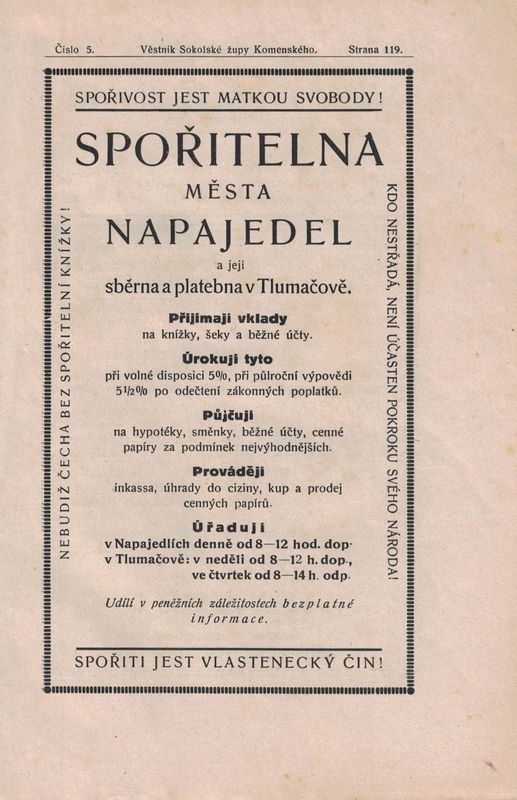 Číslo 5. Věstník Sokolské župy Komenského. Strana 119.
SPOŘIVOST JEST MATKOU SVOBODY!
NEBUDIŽ ČECHA BEZ SPOŘITELNÍ KNÍŽKY!
SPOŘITELNA
MĚSTA
NAPAJEDEL
a její
sběrna a platebna v Tlumačově.
Přijímají vklady
na knížky, šeky a běžné účty.
Úrokují tyto
při volné disposici 5%, při půlroční výpovědi
5½% po odečtení zákonných poplatků.
Půjčují
na hypotéky, směnky, běžné účty, cenné
papíry za podmínek nejvýhodnějších.
Provádějí
inkassa, úhrady do ciziny, kup a prodej
cenných papírů.
Úřadují
v Napajedlích denně od 8—12 hod. dop.
v Tlumačově: v neděli od 8—12 h. dop.,
ve čtvrtek od 8—14 h. odp.
Udílí v peněžních záležitostech bezplatné
informace.
KDO NESTŘÁDÁ, NENÍ ÚČASTEN POKROKU SVÉHO NÁRODA!
SPOŘITI JEST VLASTENECKÝ ČIN!